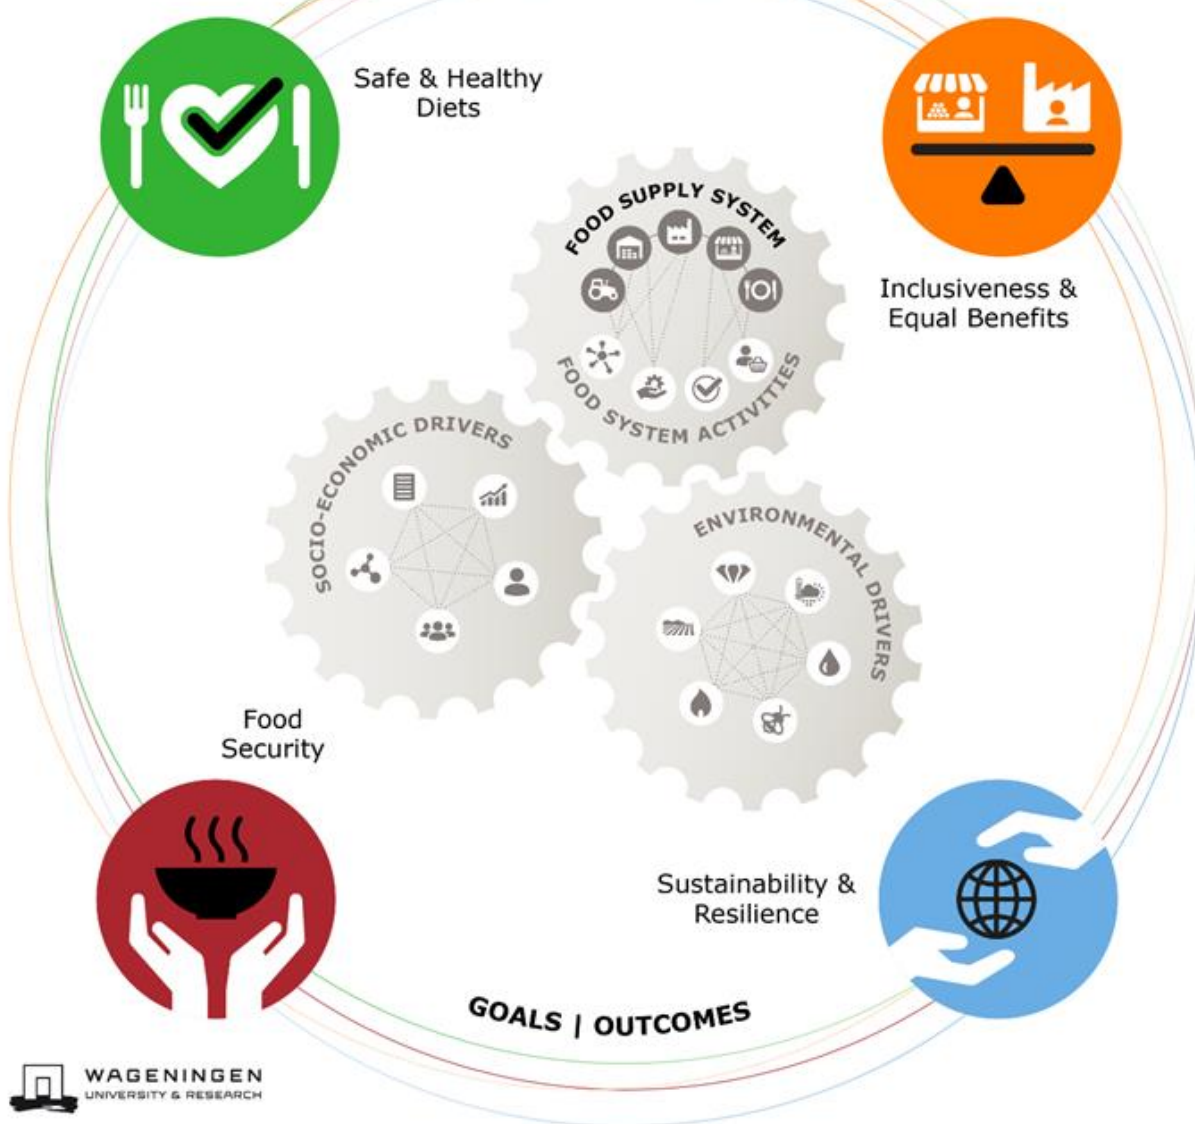 Safe & Healthy
Diets
Inclusiveness &
Equal Benefits
FOOD SUPPLY SYSTEM
FOOD SYSTEM ACTIVITIES
SOCIO-ECONOMIC DRIVERS
ENVIRONMENTAL DRIVERS
Food
Security
Sustainability &
Resilience
GOALS | OUTCOMES
WAGENINGEN
UNIVERSITY & RESEARCH